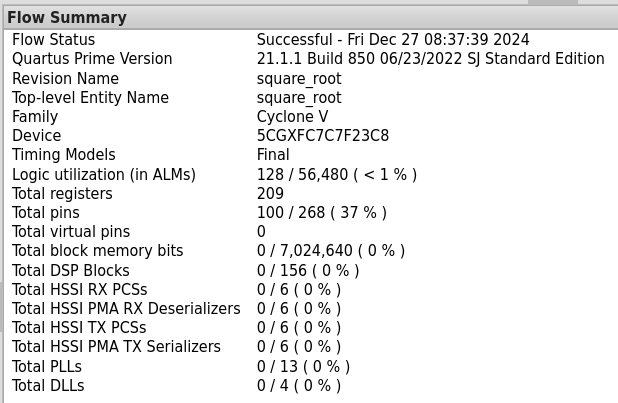 Flow Summary
Flow Status Successful - Fri Dec 27 08:37:39 2024
Quartus Prime Version 21.1.1 Build 850 06/23/2022 SJ Standard Edition
Revision Name square_root
Top-level Entity Name square_root
Family Cyclone V
Device 5CGXFC7C7F23C8
Timing Models Final
Logic utilization (in ALMs) 128 / 56,480 ( < 1 % )
Total registers 209
Total pins 100 / 268 ( 37 % )
Total virtual pins 0
Total block memory bits 0 / 7,024,640 ( 0 % )
Total DSP Blocks 0 / 156 ( 0 % )
Total HSSI RX PCSs 0 / 6 ( 0 % )
Total HSSI PMA RX Deserializers 0 / 6 ( 0 % )
Total HSSI TX PCSs 0 / 6 ( 0 % )
Total HSSI PMA TX Serializers 0 / 6 ( 0 % )
Total PLLs 0 / 13 ( 0 % )
Total DLLs 0 / 4 ( 0 % )